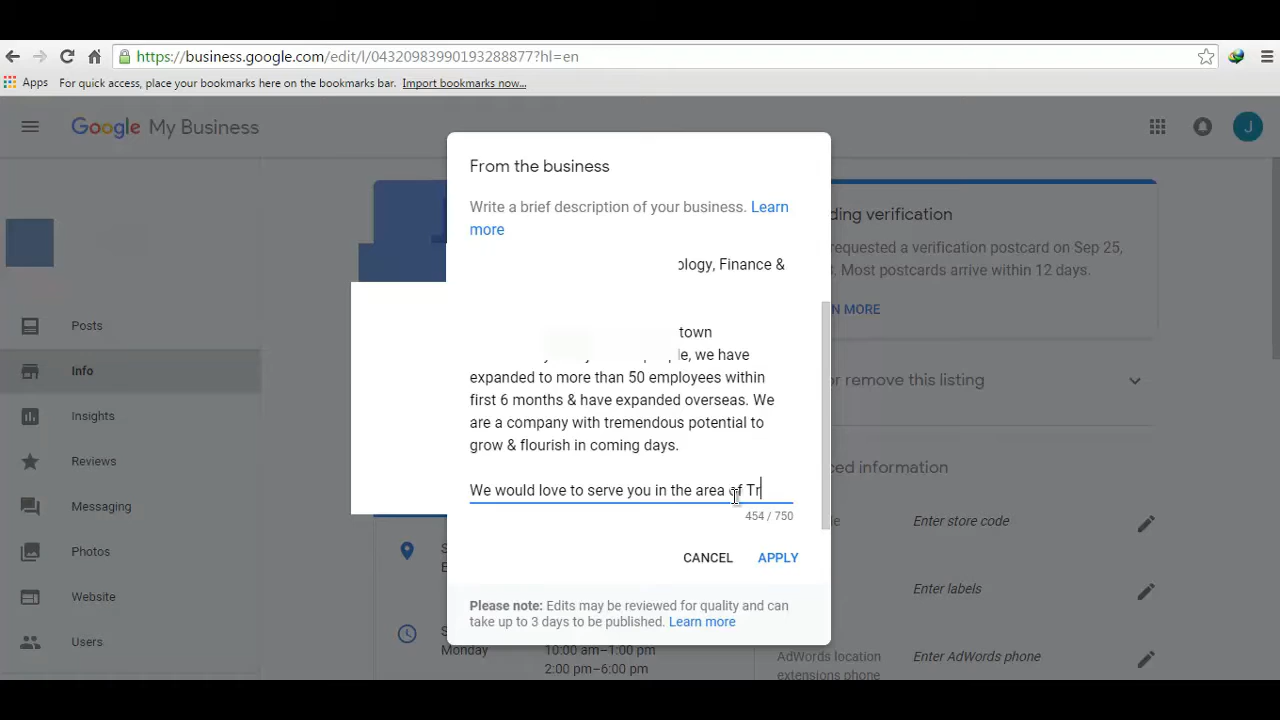 https://business.google.com/edit/l/04320983990193288877?hl=en
Apps For quick access, place your bookmarks here on the bookmarks bar. Import bookmarks now...
Google My Business
J
From the business
Write a brief description of your business. Learn
more
ology, Finance &
town
e, we have
expanded to more than 50 employees within
first 6 months & have expanded overseas. We
are a company with tremendous potential to
grow & flourish in coming days.
We would love to serve you in the area of Tr
454 / 750
CANCEL APPLY
Please note: Edits may be reviewed for quality and can
take up to 3 days to be published. Learn more
Posts
Info
Insights
Reviews
Messaging
Photos
Website
Users
Monday
10:00 am–1:00 pm
2:00 pm–6:00 pm
ding verification
requested a verification postcard on Sep 25,
. Most postcards arrive within 12 days.
N MORE
or remove this listing
ced information
Enter store code
Enter labels
AdWords location
extensions phone
Enter AdWords phone